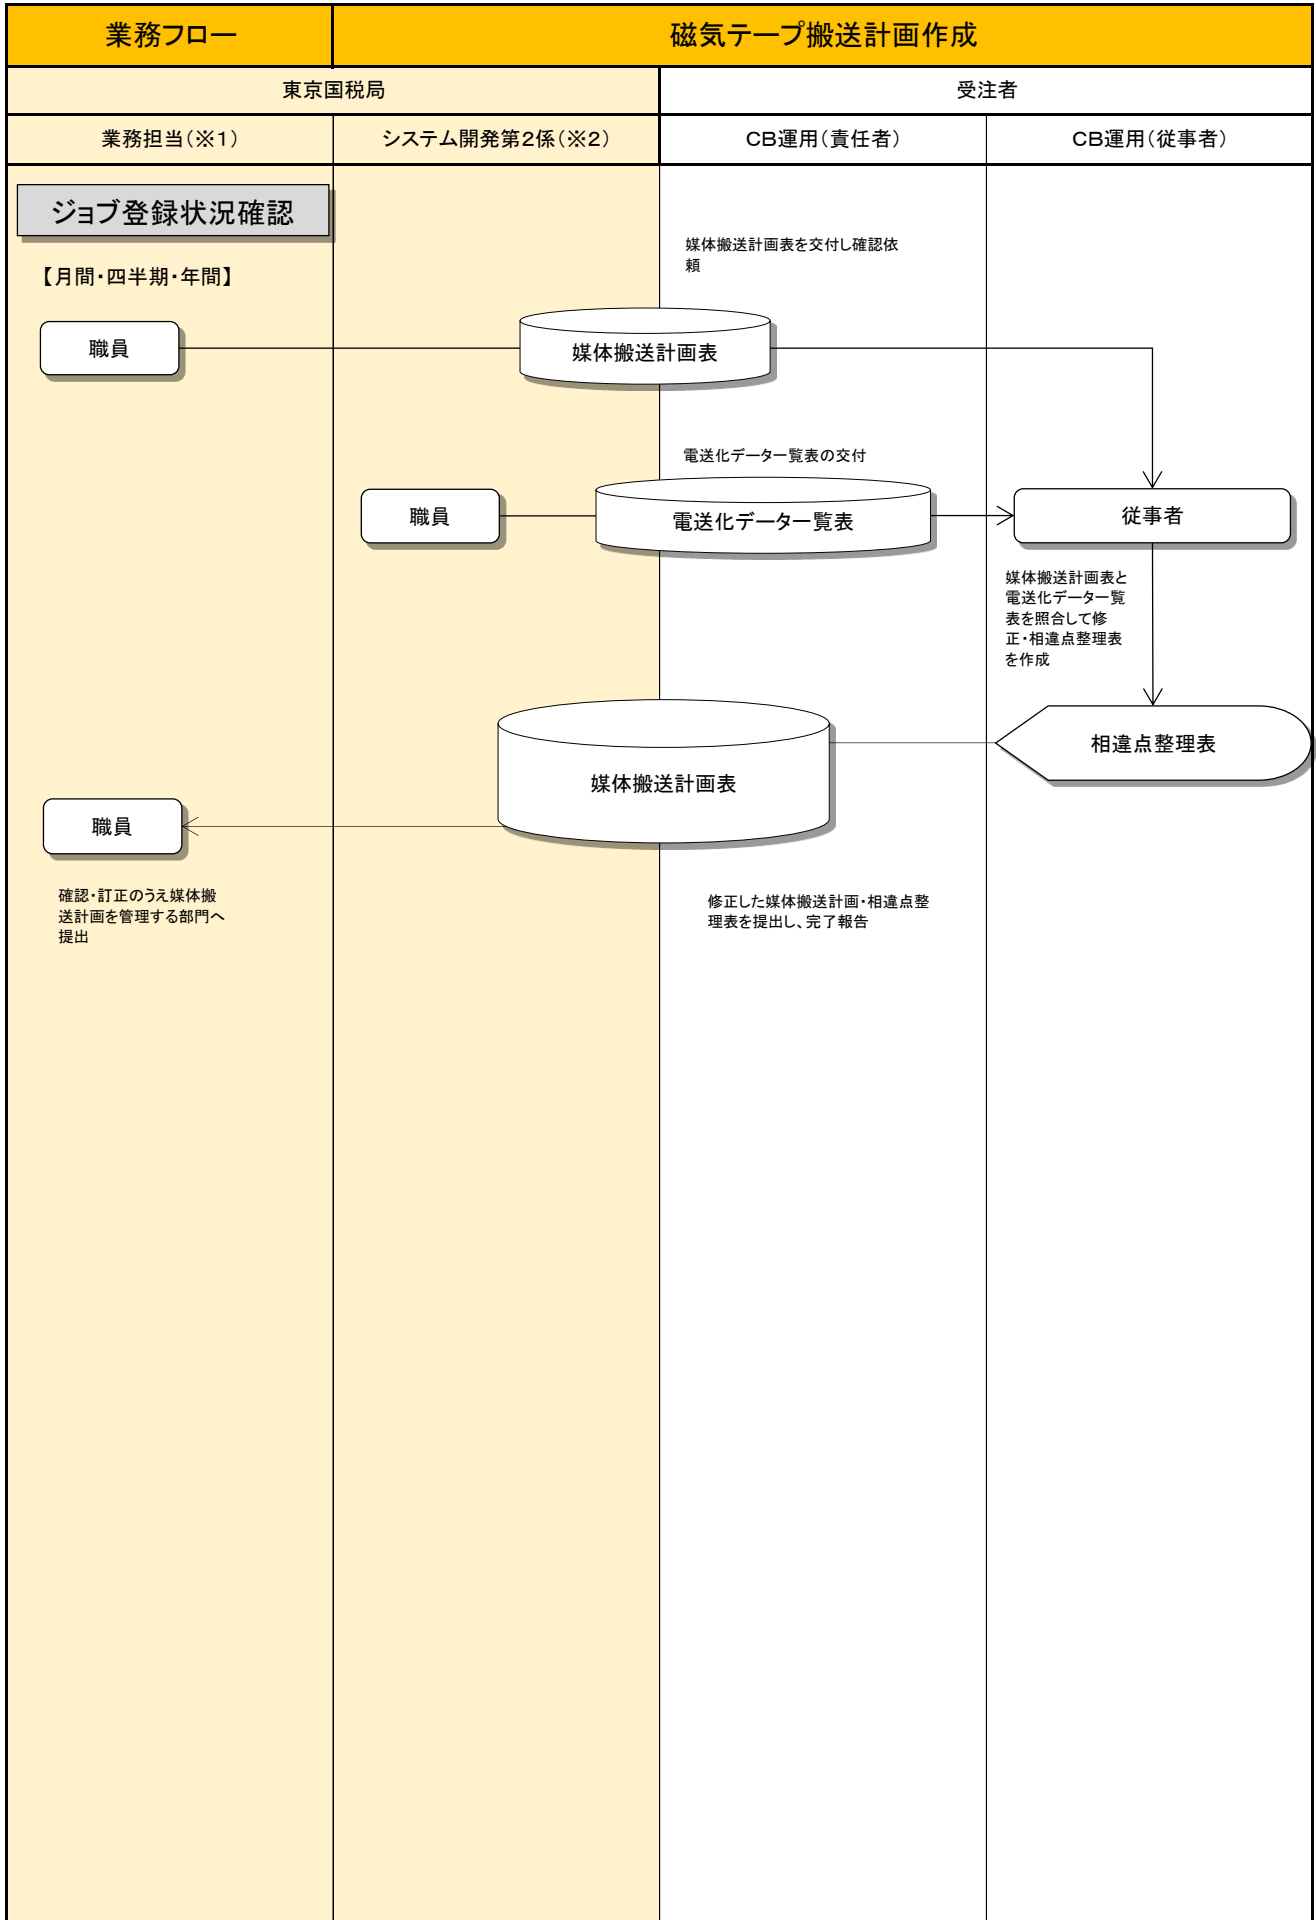 業務フロー
磁気テープ搬送計画作成
東京国税局
受注者
業務担当（※１）
システム開発第２係（※２）
ＣＢ運用（責任者）
ＣＢ運用（従事者）
ジョブ登録状況確認
媒体搬送計画表を交付し確認依
頼
【月間・四半期・年間】
職員
媒体搬送計画表
電送化データ一覧表の交付
職員
電送化データ一覧表
従事者
媒体搬送計画表と
電送化データ一覧
表を照合して修
正・相違点整理表
を作成
相違点整理表
媒体搬送計画表
職員
確認・訂正のうえ媒体搬
送計画を管理する部門へ
提出
修正した媒体搬送計画・相違点整
理表を提出し、完了報告